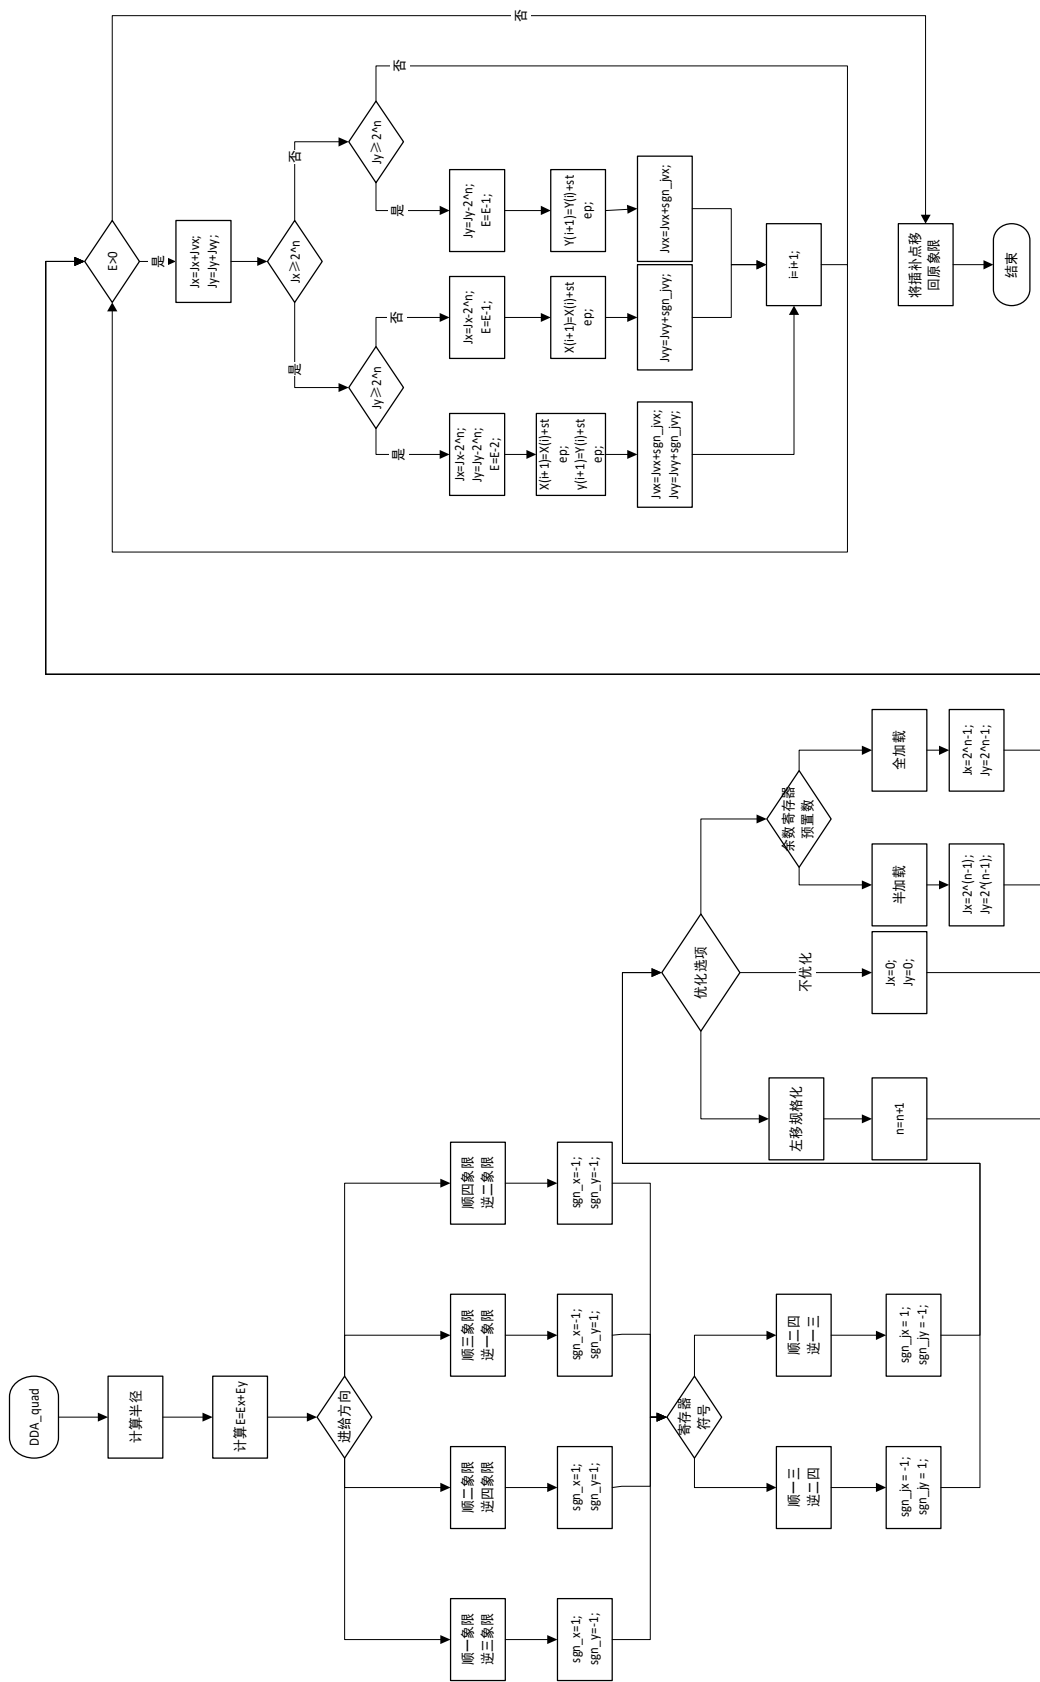 DDA_quad
计算半径
计算E=Ex+Ey
进给方向
顺一象限
逆三象限
顺二象限
逆四象限
顺三象限
逆一象限
顺四象限
逆二象限
sgn_x=1;
sgn_y=-1;
sgn_x=1;
sgn_y=1;
sgn_x=-1;
sgn_y=1;
sgn_x=-1;
sgn_y=-1;
寄存器
符号
顺一三
逆二四
顺二四
逆一三
sgn_jx = -1;
sgn_jy = 1;
sgn_jx = 1;
sgn_jy = -1;
优化选项
左移规格化
不优化
余数寄存器
预置数
n=n+1
Jx=0;
Jy=0;
半加载
全加载
Jx=2^(n-1);
Jy=2^(n-1);
Jx=2^n-1;
Jy=2^n-1;
E>0
否
是
Jx=Jx+Jvx;
Jy=Jy+Jvy;
Jx≥2^n
是
否
Jy≥2^n
是
否
Jy≥2^n
是
否
Jx=Jx-2^n;
Jy=Jy-2^n;
E=E-2;
Jx=Jx-2^n;
E=E-1;
Jy=Jy-2^n;
E=E-1;
X(i+1)=X(i)+st
ep;
y(i+1)=Y(i)+st
ep;
X(i+1)=X(i)+st
ep;
Y(i+1)=Y(i)+st
ep;
Jvx=Jvx+sgn_jvx;
Jvy=Jvy+sgn_jvy;
Jvy=Jvy+sgn_jvy;
Jvx=Jvx+sgn_jvx;
i=i+1;
将插补点移
回原象限
结束